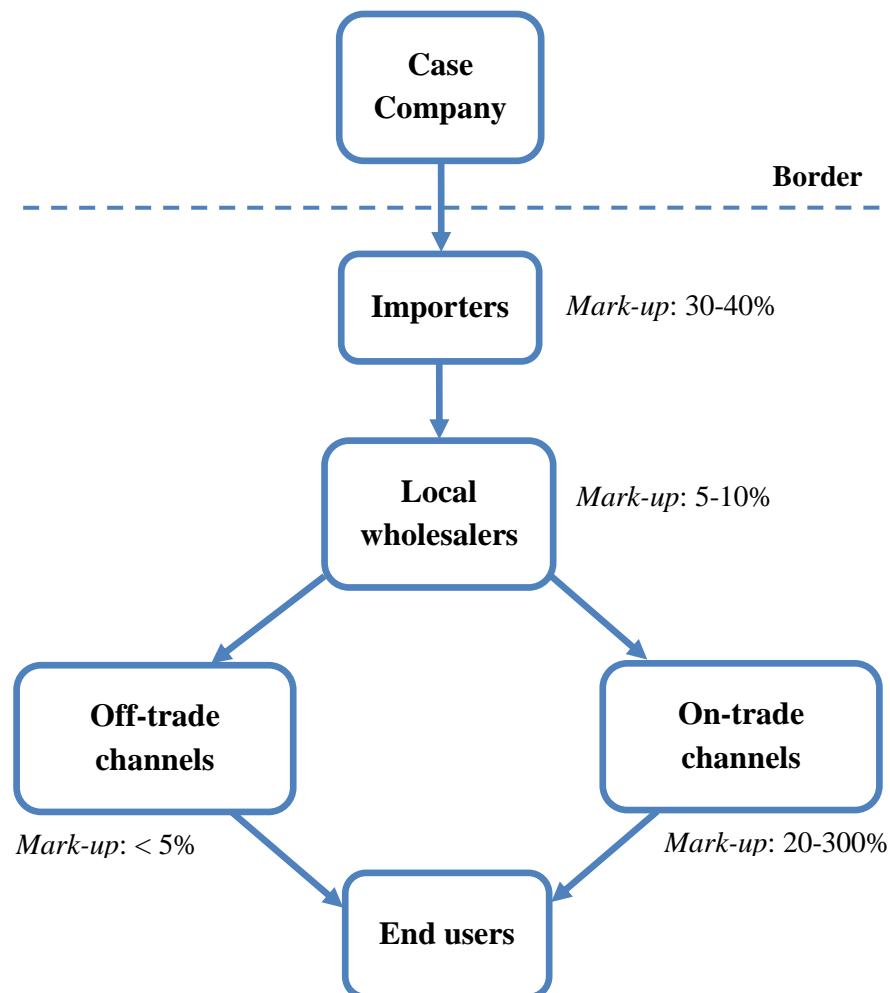 Case
Company
Border
Importers
Mark-up: 30-40%
Local
wholesalers
Mark-up: 5-10%
Off-trade
channels
On-trade
channels
Mark-up: < 5%
Mark-up: 20-300%
End users